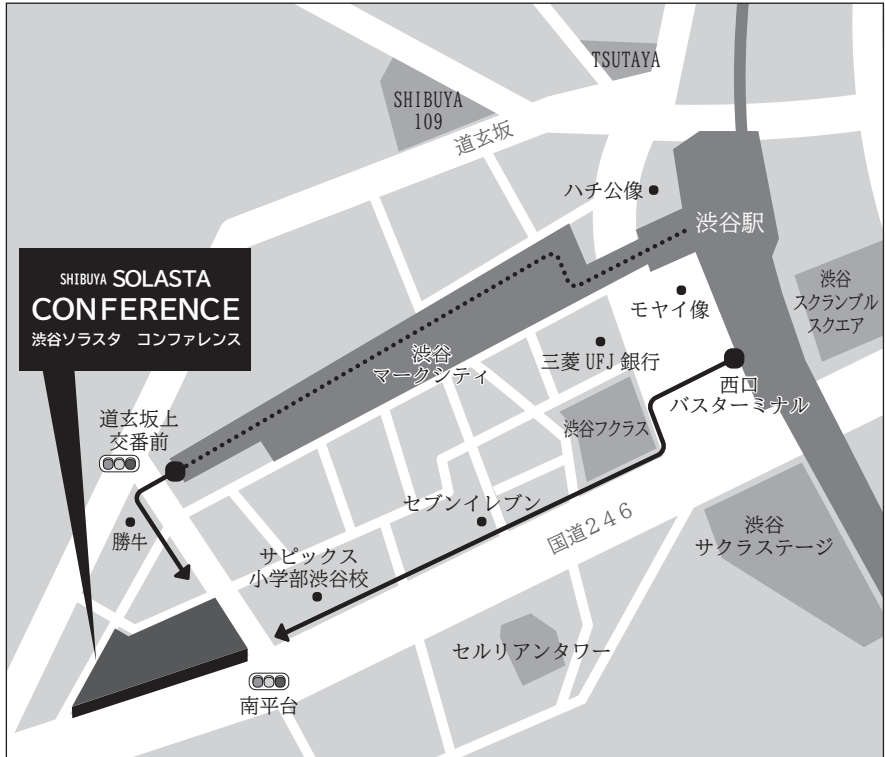 TSUTAYA
SHIBUYA
109
道玄坂
ハチ公像
渋谷駅
SHIBUYA SOLASTA
CONFERENCE
渋谷ソラスタ　コンファレンス
渋谷
スクランブル
スクエア
モヤイ像
三菱 UFJ 銀行
渋谷
マークシティ
西口
バスターミナル
道玄坂上
交番前
渋谷フクラス
セブンイレブン
国道246
渋谷
サクラステージ
勝牛
サピックス
小学部渋谷校
セルリアンタワー
南平台